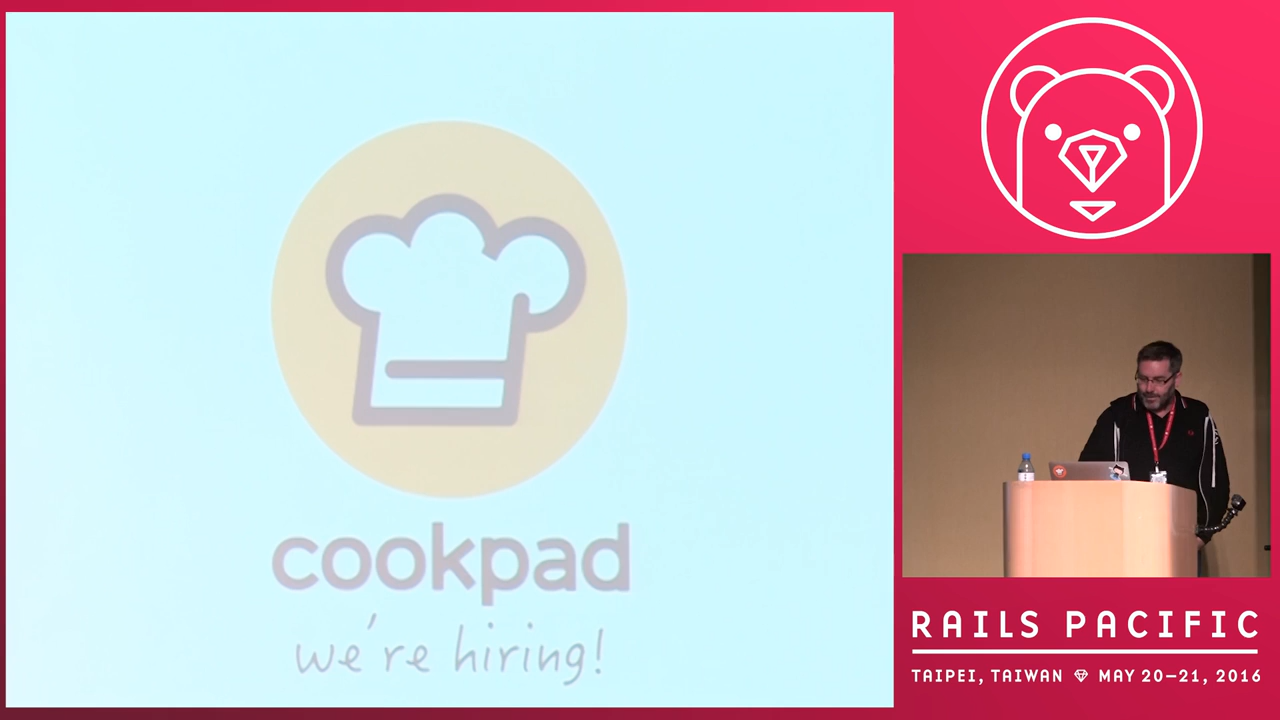 cookpad
we're hiring!
RAILS PACIFIC
TAIPEI, TAIWAN MAY 20–21, 2016